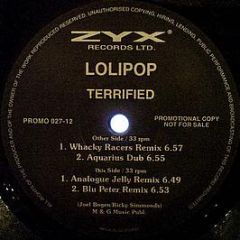 ZYX
RECORDS LTD.
LOLIPOP
TERRIFIED
PROMO 027-12
PROMOTIONAL COPY
NOT FOR SALE
Other Side / 33 rpm
1. Whacky Racers Remix 6.57
2. Aquarius Dub 6.55
This Side / 33 rpm
1. Analogue Jelly Remix 6.49
2. Blu Peter Remix 6.53
(Joel Bogen/Ricky Simmonds)
M & G Music Publ.